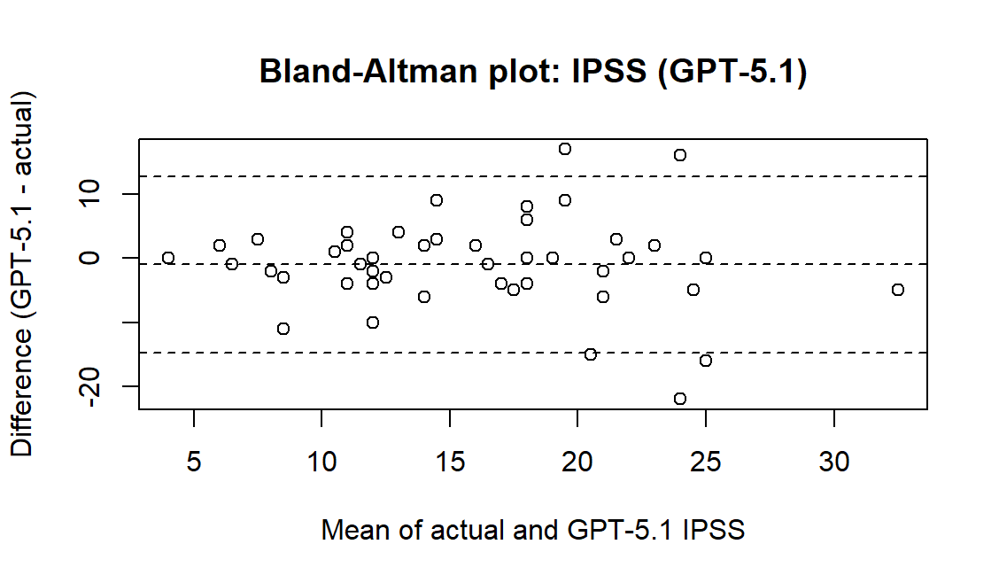 Bland-Altman plot: IPSS (GPT-5.1)
Difference (GPT-5.1 - actual)
10
0
-20
5 10 15 20 25 30
Mean of actual and GPT-5.1 IPSS